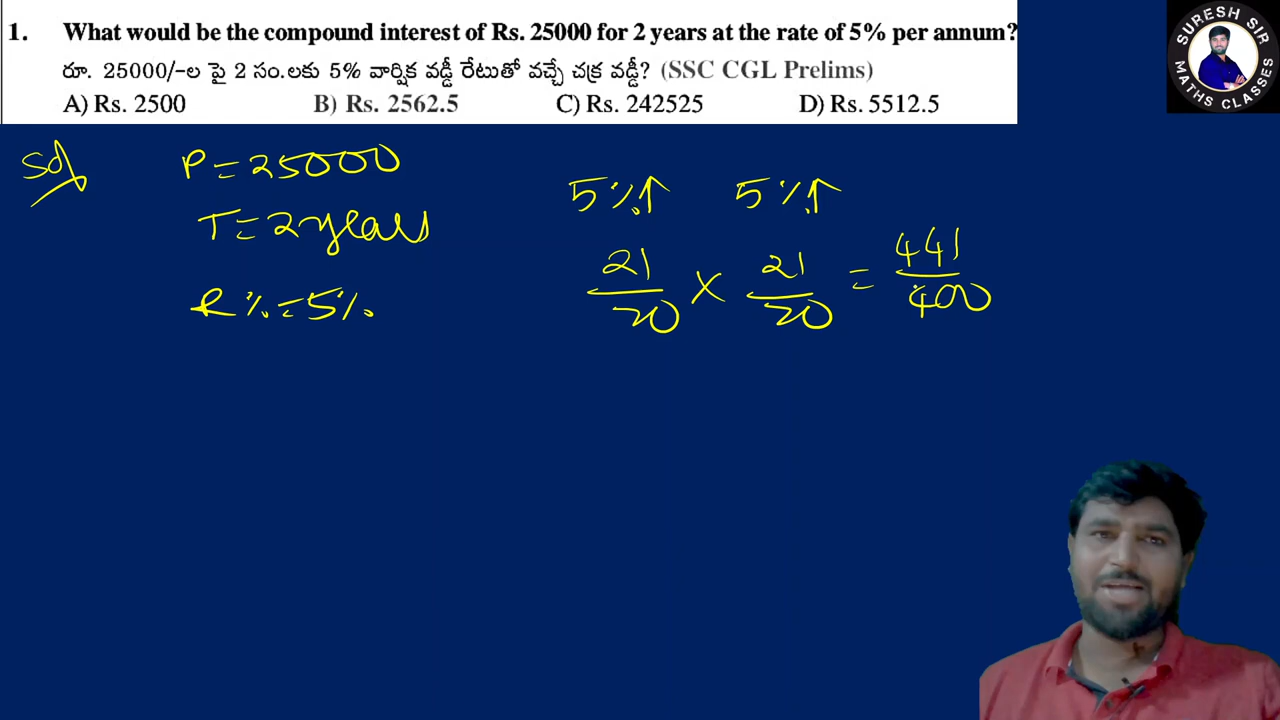 1. What would be the compound interest of Rs. 25000 for 2 years at the rate of 5% per annum?
రూ. 25000/-ల పై 2 సం.లకు 5% వార్షిక వడ్డీ రేటుతో వచ్చే చక్ర వడ్డీ? (SSC CGL Prelims)
A) Rs. 2500 B) Rs. 2562.5 C) Rs. 242525 D) Rs. 5512.5
SURESH SIR
MATHS CLASSES
Sol
P = 25000
T = 2 years
R% = 5%
5%↑ 5%↑
21/20 × 21/20 = 441/400